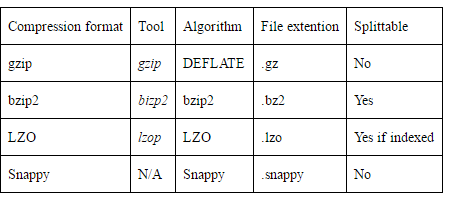 Compression format Tool Algorithm File extention Splittable
gzip gzip DEFLATE .gz No
bzip2 bizp2 bzip2 .bz2 Yes
LZO lzop LZO .lzo Yes if indexed
Snappy N/A Snappy .snappy No